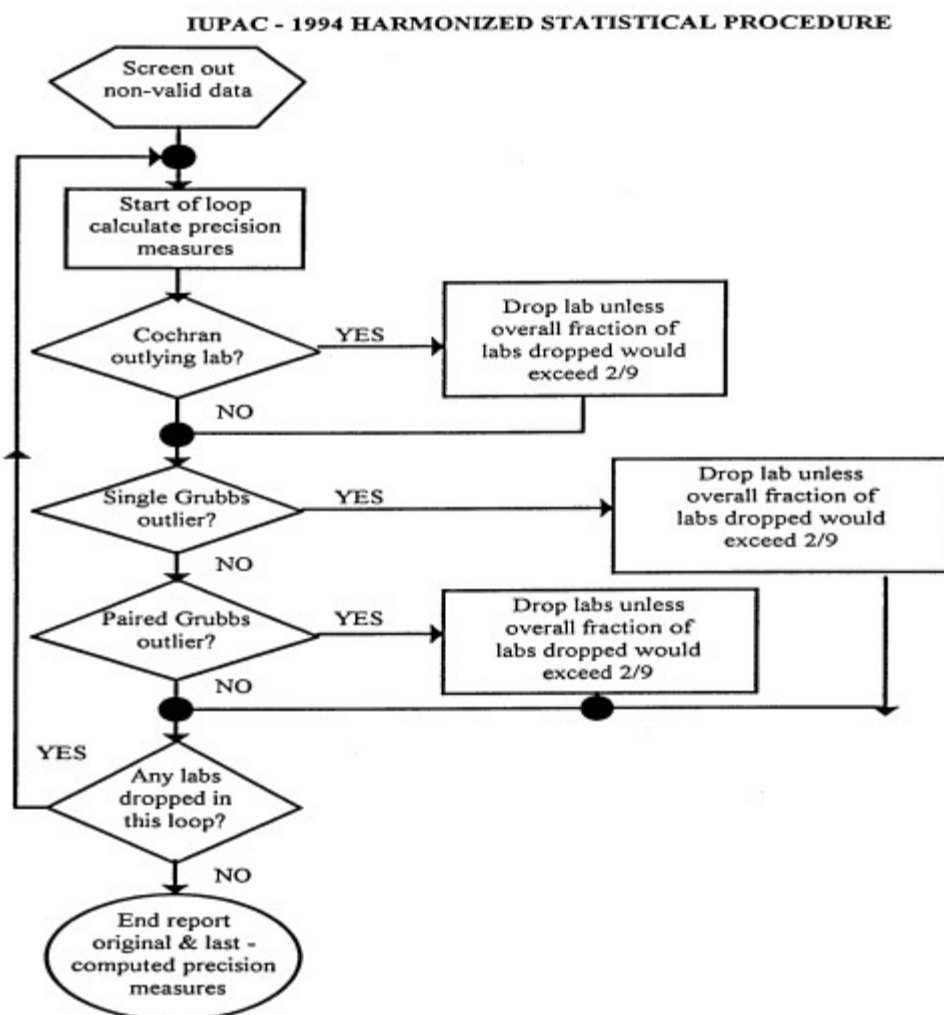 IUPAC - 1994 HARMONIZED STATISTICAL PROCEDURE
Screen out
non-valid data
Start of loop
calculate precision
measures
Cochran
outlying lab?
YES
Drop lab unless
overall fraction of
labs dropped would
exceed 2/9
NO
Single Grubbs
outlier?
YES
Drop lab unless
overall fraction of
labs dropped would
exceed 2/9
NO
Paired Grubbs
outlier?
YES
Drop labs unless
overall fraction of
labs dropped would
exceed 2/9
NO
YES
Any labs
dropped in
this loop?
NO
End report
original & last -
computed precision
measures